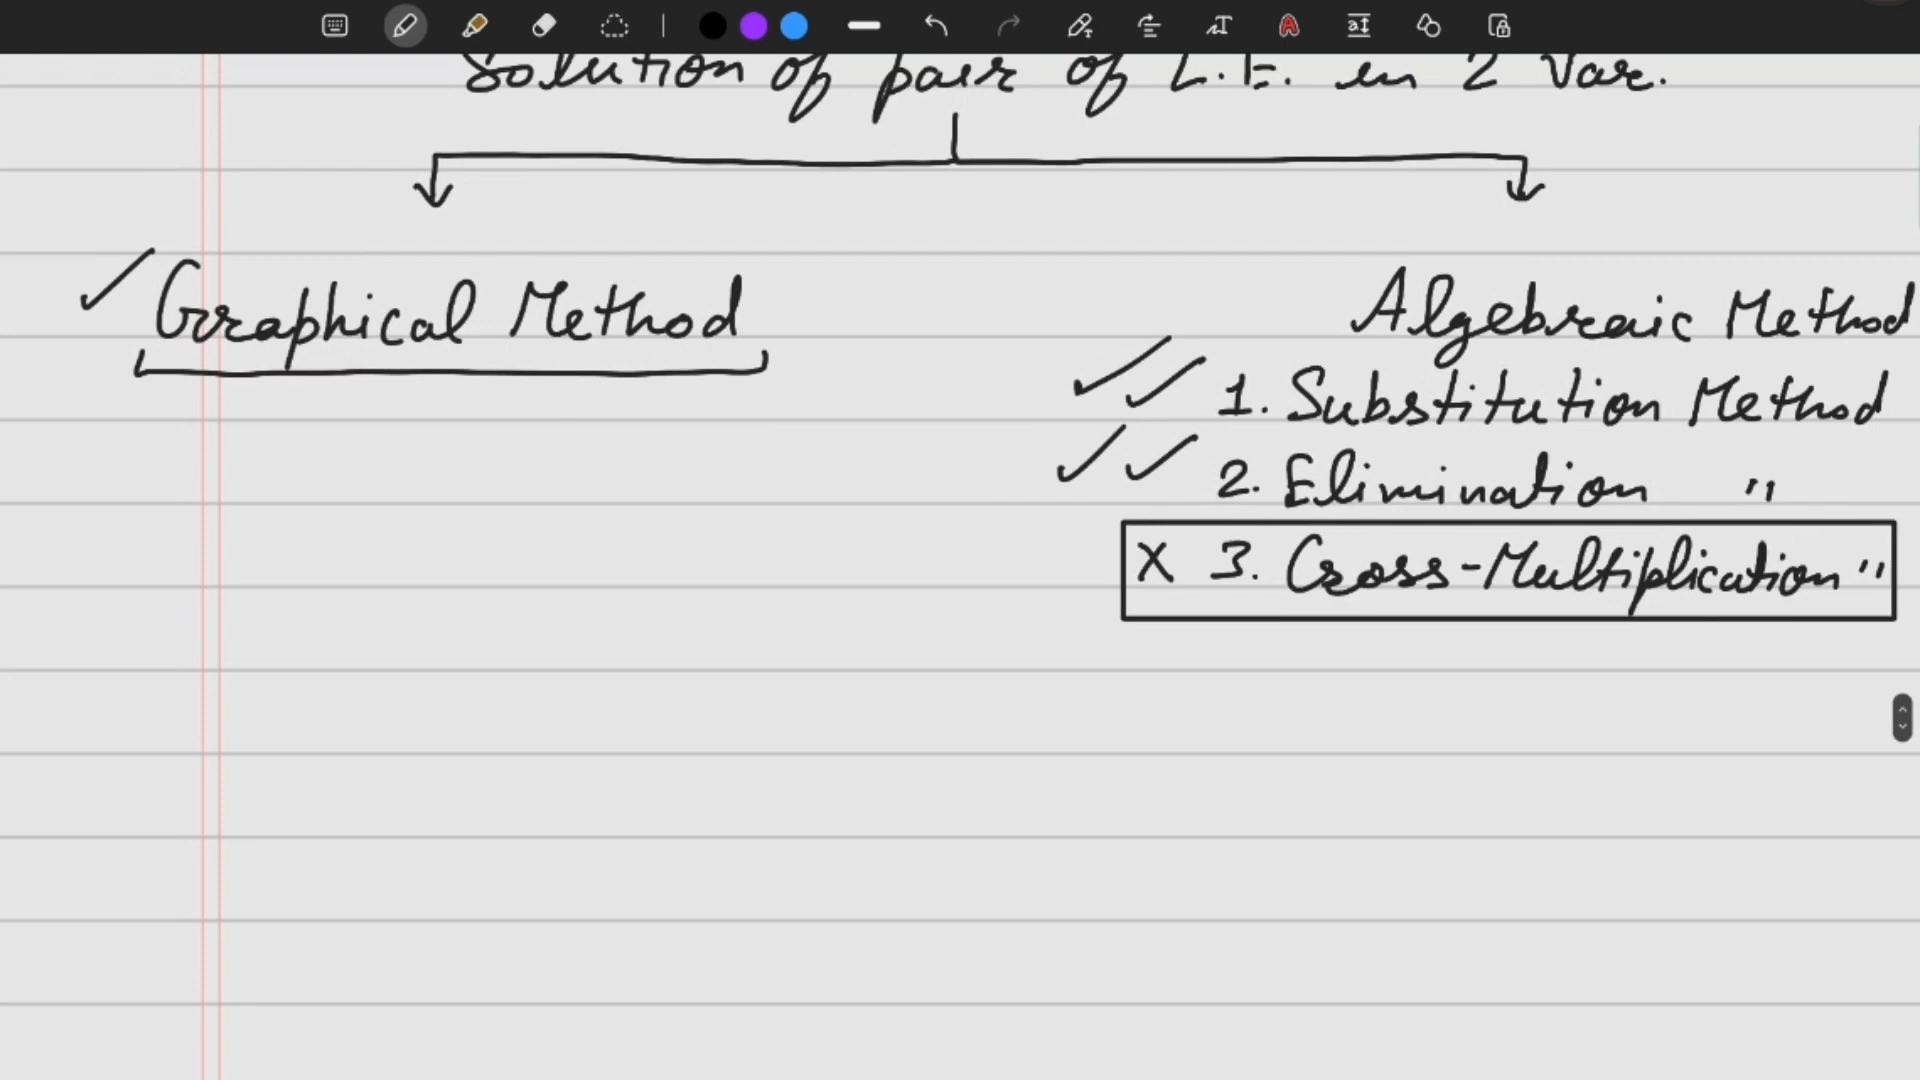 Solution of pair of L.E. in 2 Var.
Graphical Method
Algebraic Method
1. Substitution Method
2. Elimination "
X 3. Cross-Multiplication "